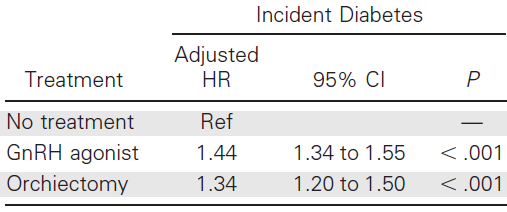 Incident Diabetes
Adjusted
Treatment HR 95% CI P
No treatment Ref —
GnRH agonist 1.44 1.34 to 1.55 < .001
Orchiectomy 1.34 1.20 to 1.50 < .001